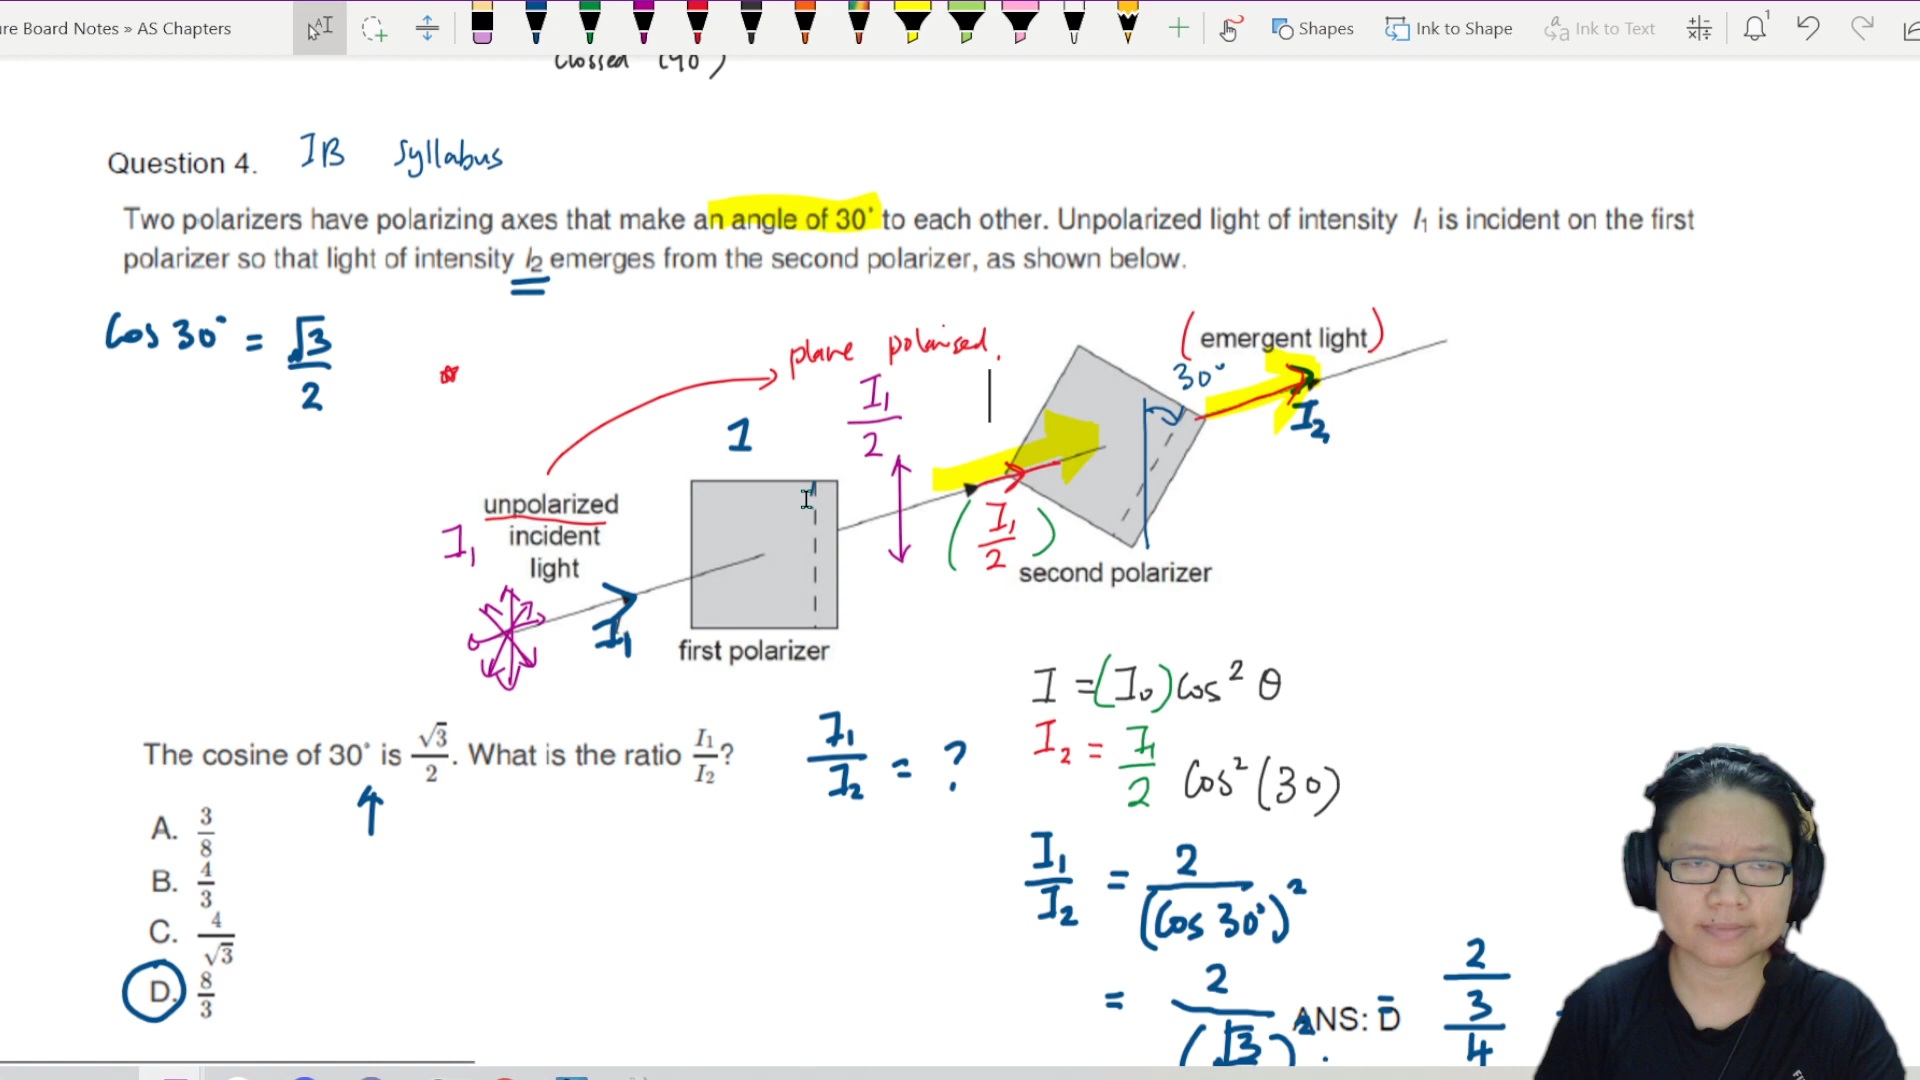 re Board Notes » AS Chapters
Shapes
Ink to Shape
Ink to Text
1
Question 4. IB Syllabus
Two polarizers have polarizing axes that make an angle of 30° to each other. Unpolarized light of intensity I₁ is incident on the first
polarizer so that light of intensity I₂ emerges from the second polarizer, as shown below.
cos 30° = √3/2
plane polarised.
(emergent light)
30°
I₂
1
I₁/2
unpolarized
incident
light
I₁
I₁
(I₁/2)
second polarizer
first polarizer
I = (I₀) cos² θ
I₂ = I₁/2 cos² (30)
The cosine of 30° is √3/2. What is the ratio I₁/I₂?
I₁/I₂ = ?
A. 3/8
B. 4/3
C. 4/√3
D. 8/3
I₁/I₂ = 2/(cos 30°)²
= 2/(√3)²
ANS: D
= 2/(3/4)